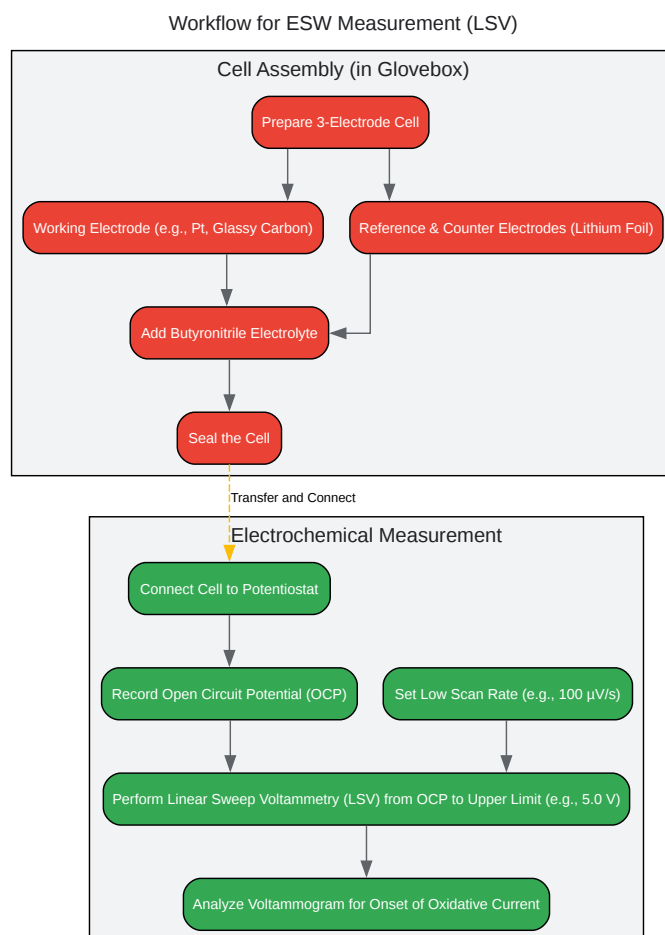 Workflow for ESW Measurement (LSV)
Cell Assembly (in Glovebox)
Prepare 3-Electrode Cell
Working Electrode (e.g., Pt, Glassy Carbon)
Reference & Counter Electrodes (Lithium Foil)
Add Butyronitrile Electrolyte
Seal the Cell
Transfer and Connect
Electrochemical Measurement
Connect Cell to Potentiostat
Record Open Circuit Potential (OCP)
Set Low Scan Rate (e.g., 100 µV/s)
Perform Linear Sweep Voltammetry (LSV) from OCP to Upper Limit (e.g., 5.0 V)
Analyze Voltammogram for Onset of Oxidative Current